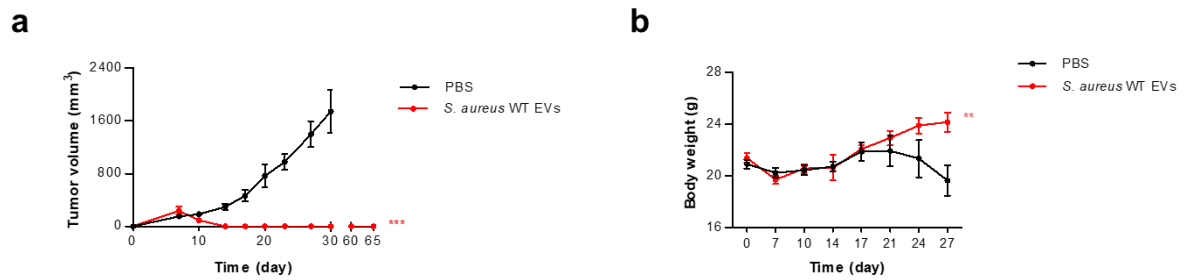 a
Tumor volume (mm³)
2400
1600
800
0
0
10
20
30
60
65
Time (day)
PBS
S. aureus WT EVs
***
b
Body weight (g)
28
24
20
16
0
7
10
14
17
21
24
27
Time (day)
PBS
S. aureus WT EVs
**